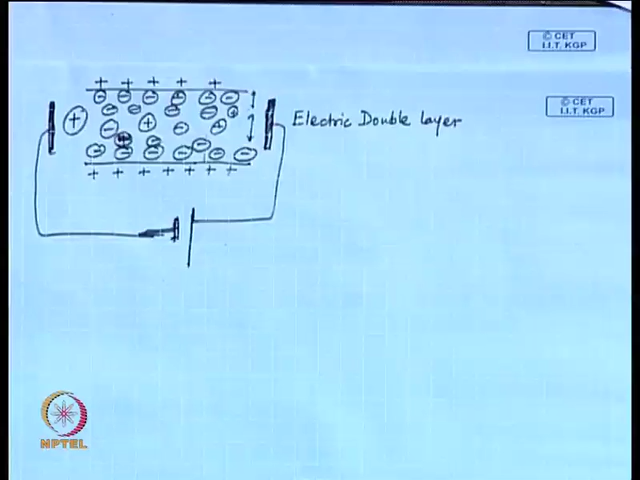 © CET
I.I.T. KGP
© CET
I.I.T. KGP
+ + + + +
Electric Double layer
+ + + + + +
NPTEL